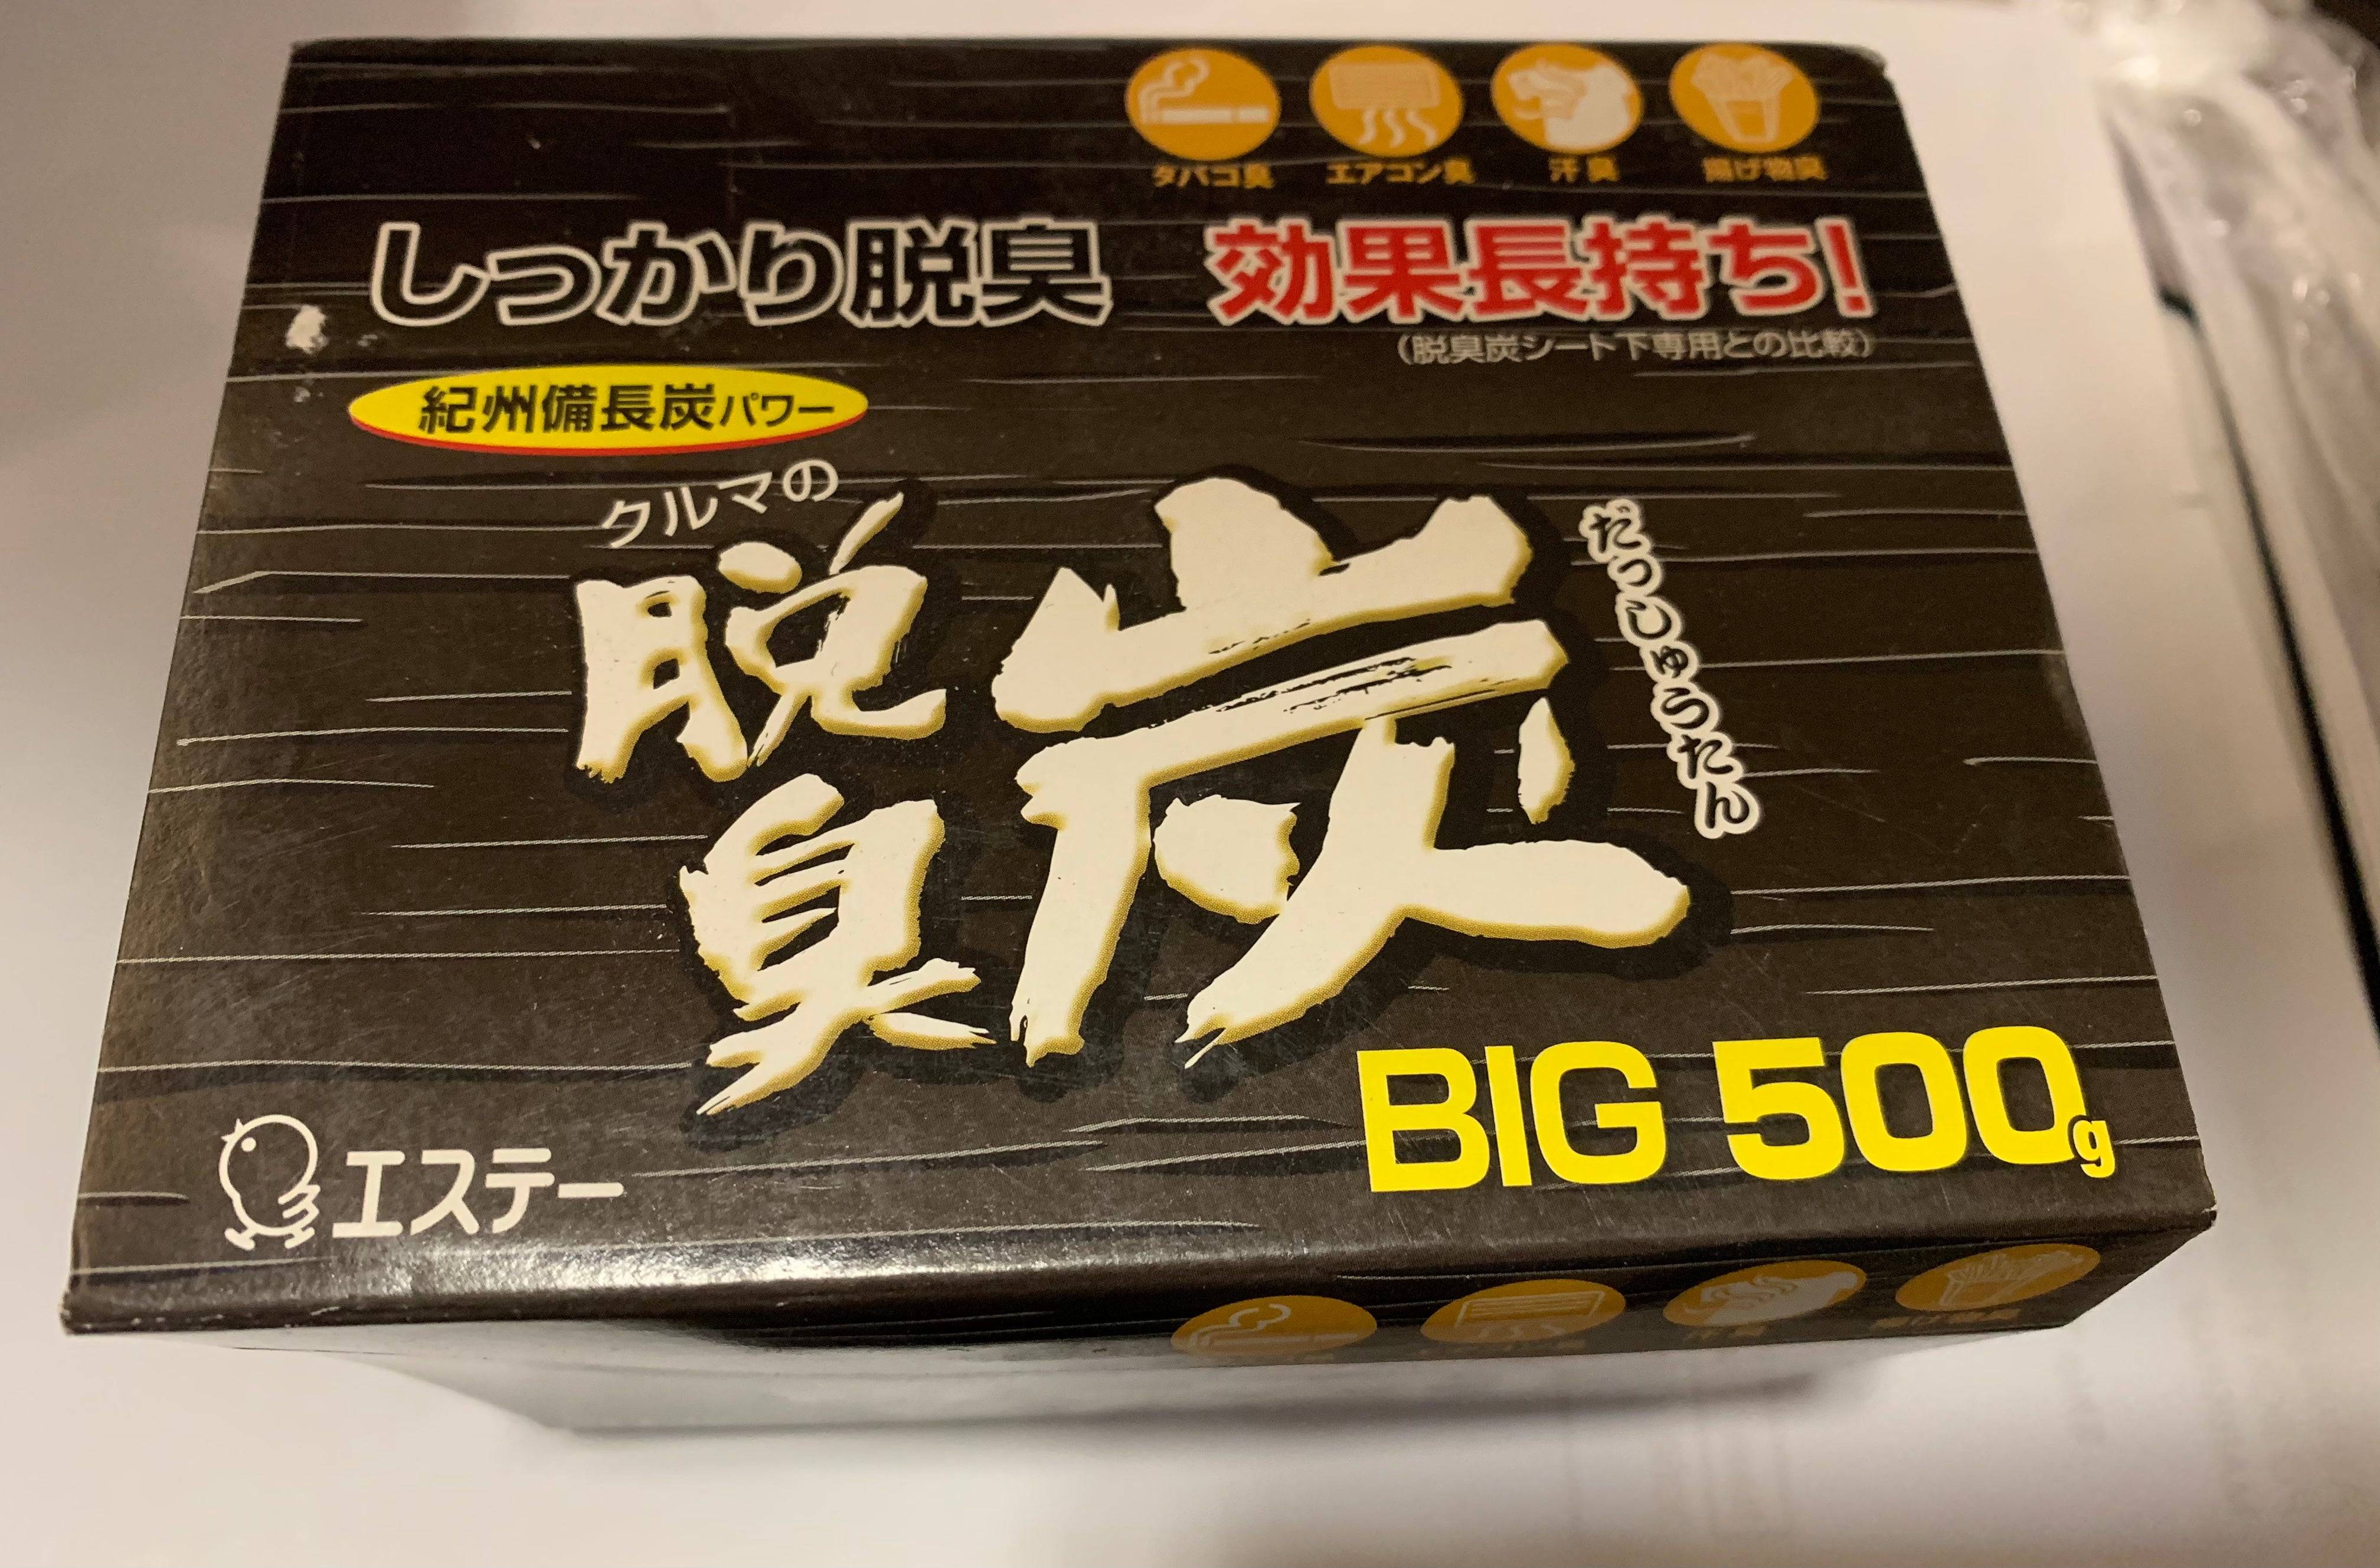 タバコ臭 エアコン臭 汗臭 揚げ物臭
しっかり脱臭 効果長持ち!
(脱臭炭シート下専用との比較)
紀州備長炭パワー
クルマの
脱臭炭
だっしゅうたん
BIG 500g
エステー